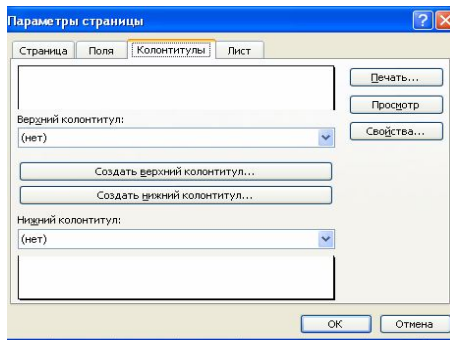 Параметры страницы
Страница Поля Колонтитулы Лист
Печать...
Просмотр
Свойства...
Верхний колонтитул:
(нет)
Создать верхний колонтитул...
Создать нижний колонтитул...
Нижний колонтитул:
(нет)
ОК Отмена